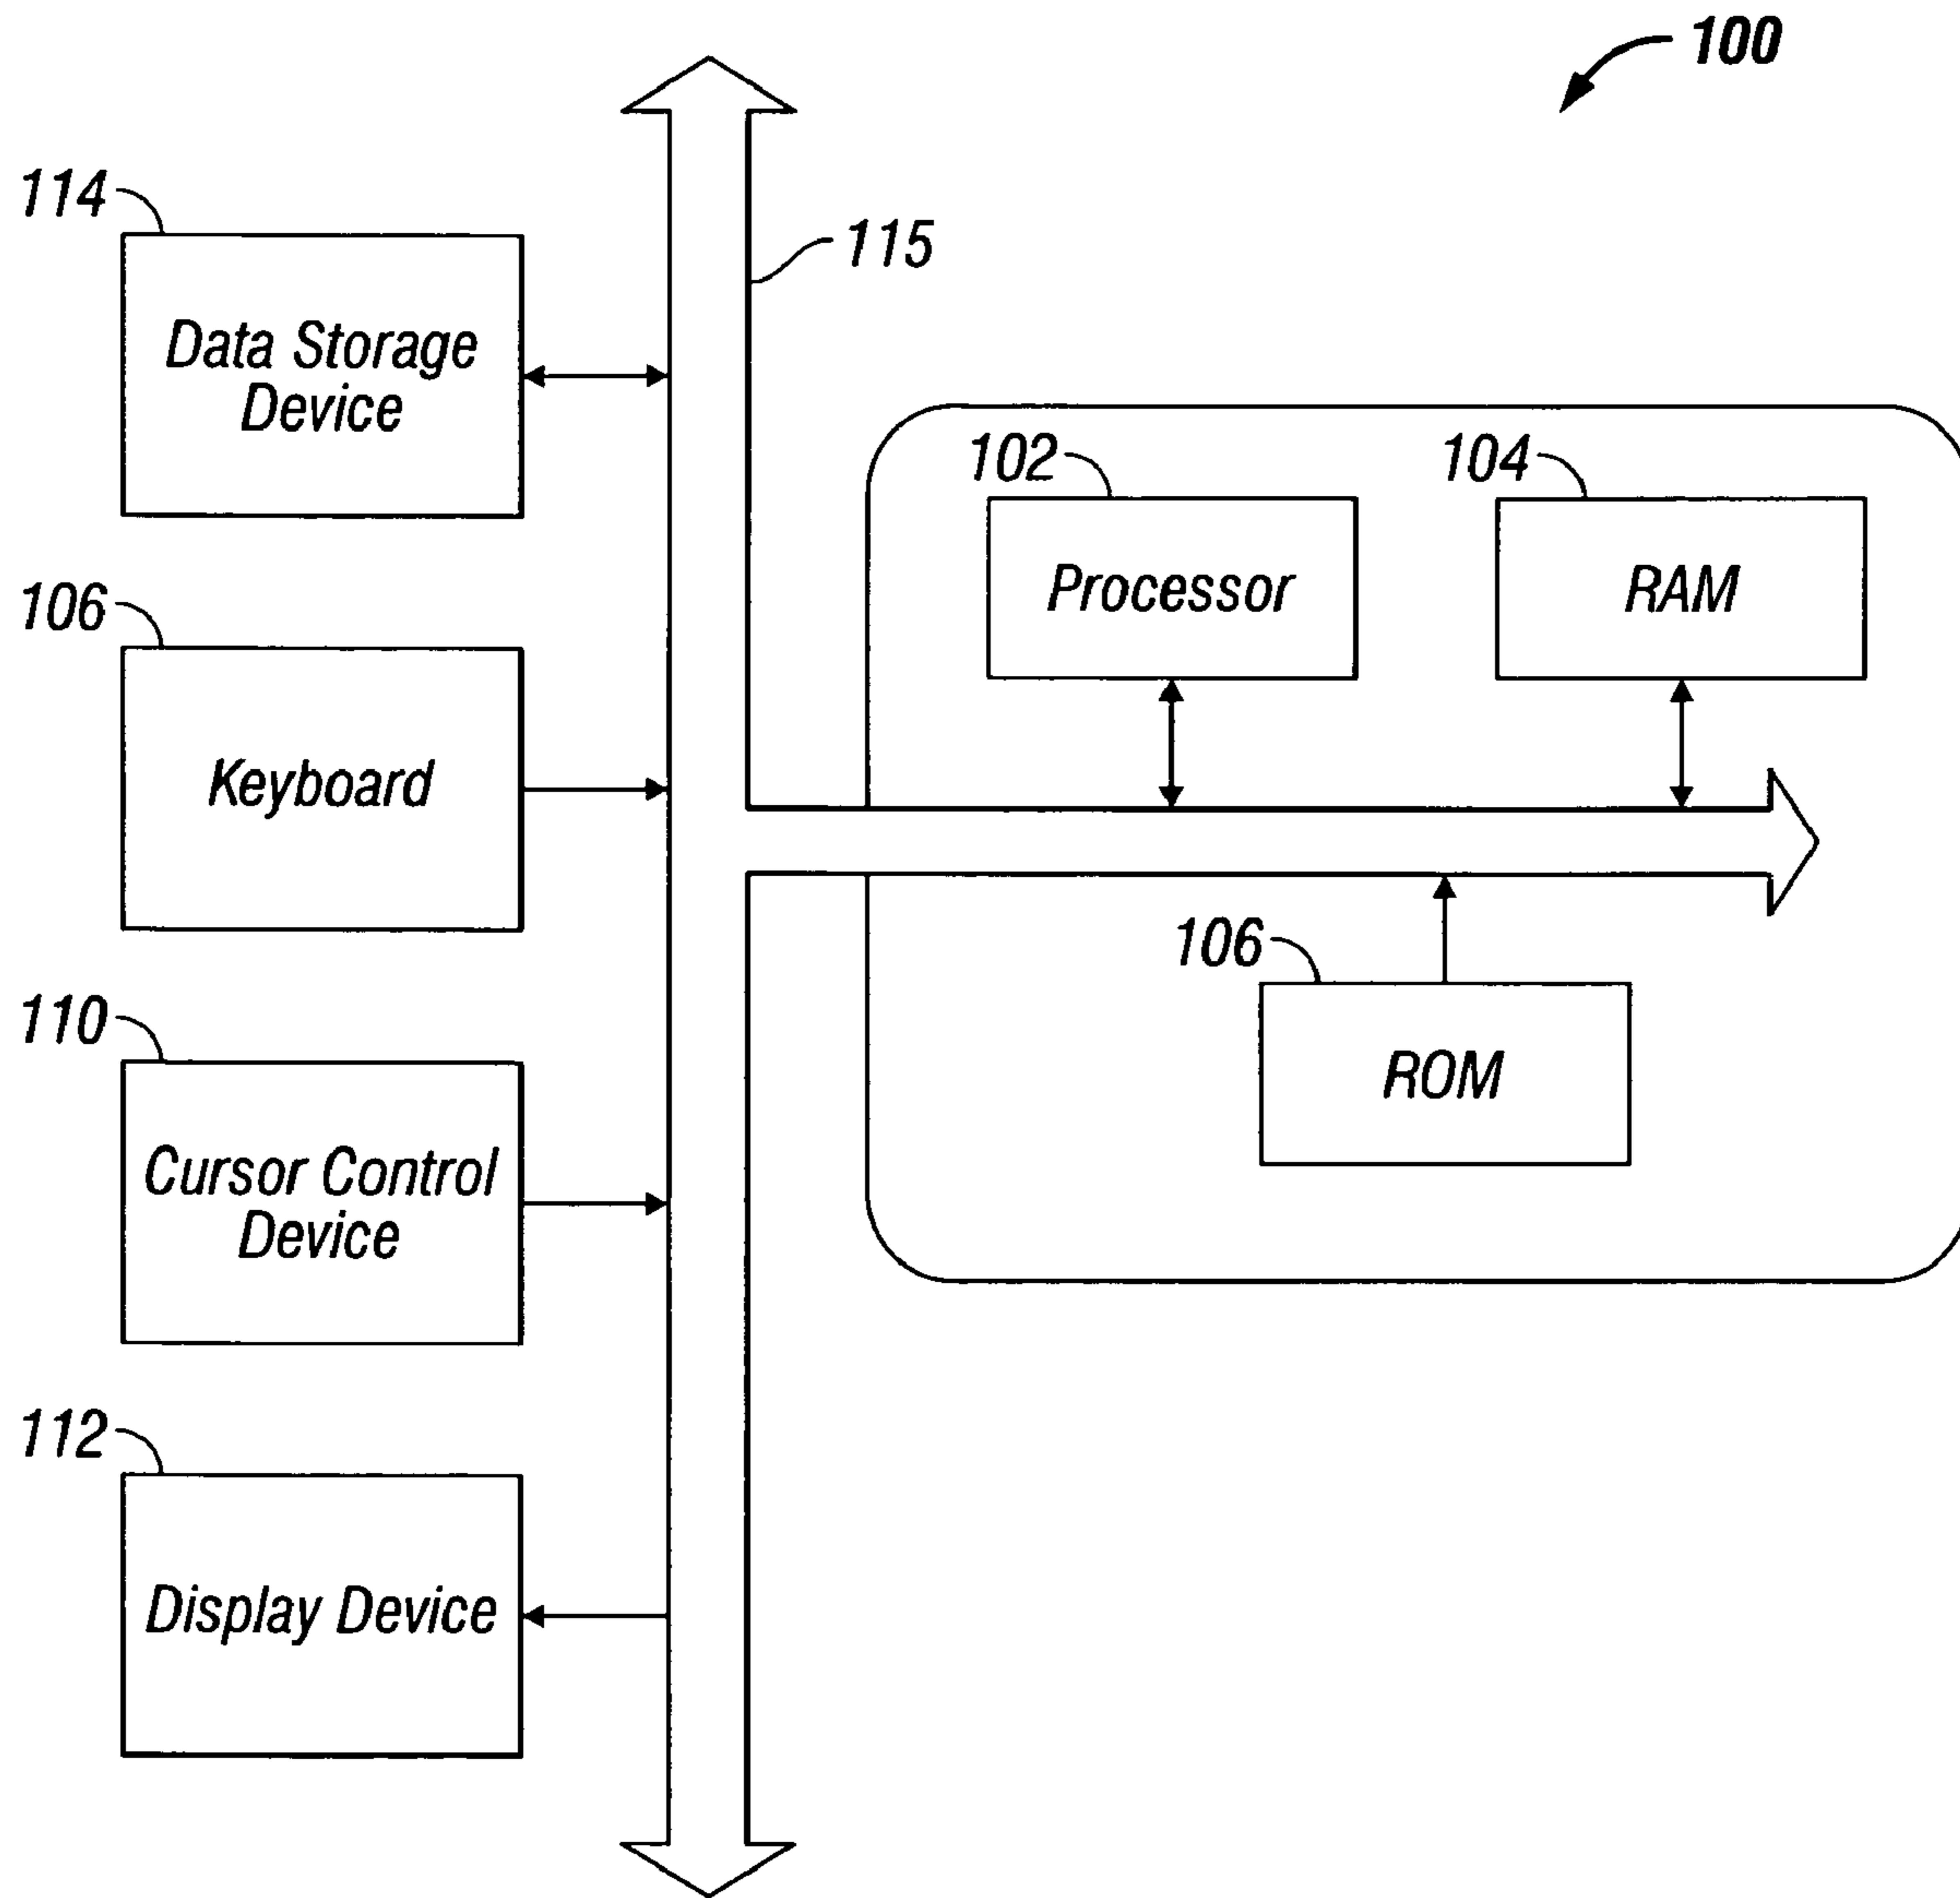 100
114
115
Data Storage
Device
102
104
Processor
RAM
106
Keyboard
106
ROM
110
Cursor Control
Device
112
Display Device